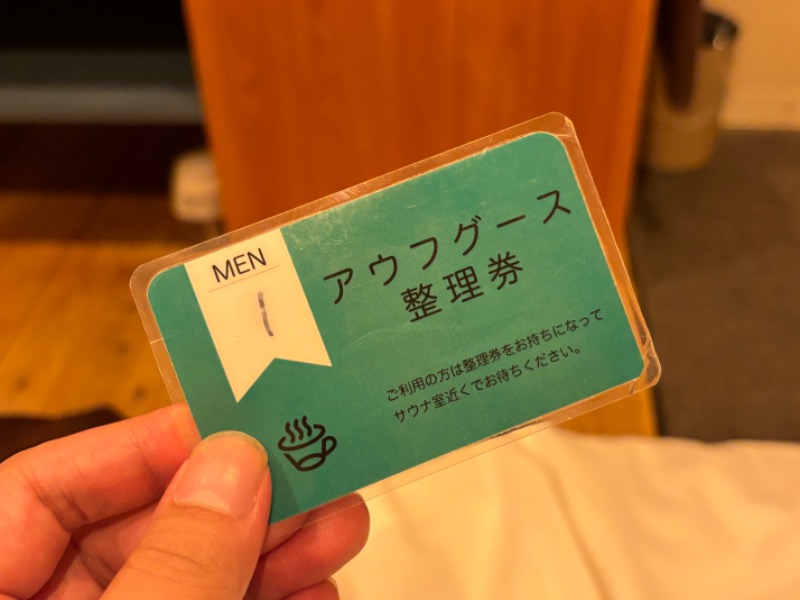 MEN
1
アウフグース
整理券
ご利用の方は整理券をお持ちになって
サウナ室近くでお待ちください。